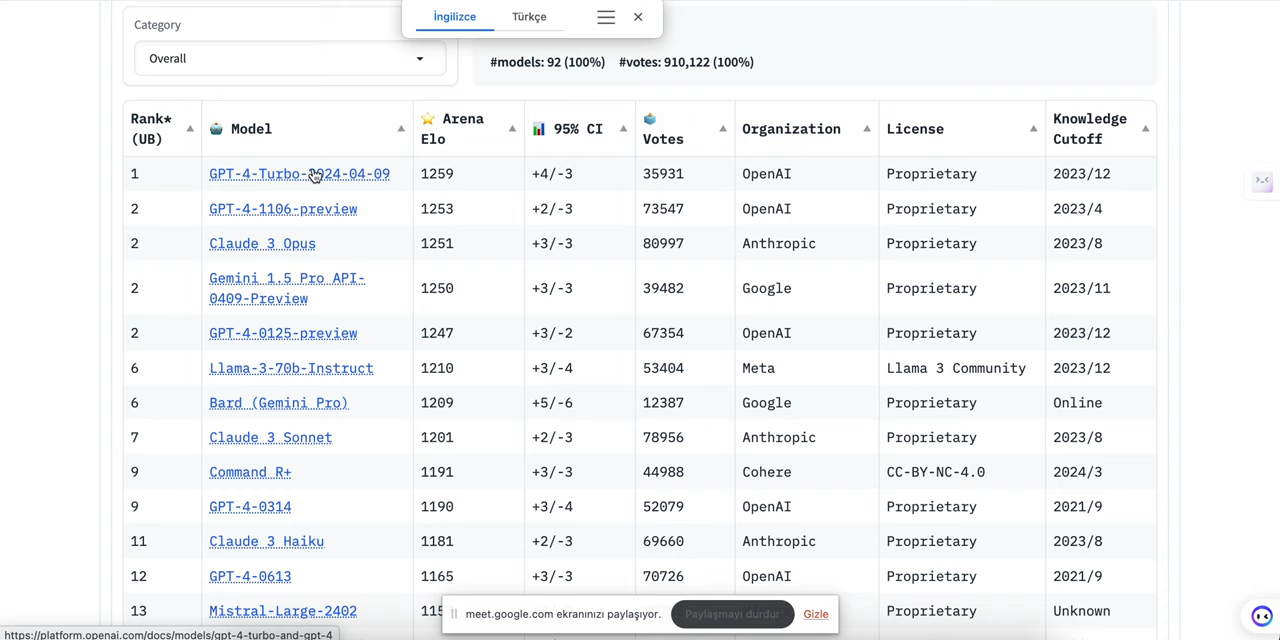 İngilizce Türkçe
Category
Overall
#models: 92 (100%) #votes: 910,122 (100%)
Rank* (UB) Model Arena Elo 95% CI Votes Organization License Knowledge Cutoff
1 GPT-4-Turbo-2024-04-09 1259 +4/-3 35931 OpenAI Proprietary 2023/12
2 GPT-4-1106-preview 1253 +2/-3 73547 OpenAI Proprietary 2023/4
2 Claude 3 Opus 1251 +3/-3 80997 Anthropic Proprietary 2023/8
2 Gemini 1.5 Pro API-0409-Preview 1250 +3/-3 39482 Google Proprietary 2023/11
2 GPT-4-0125-preview 1247 +3/-2 67354 OpenAI Proprietary 2023/12
6 Llama-3-70b-Instruct 1210 +3/-4 53404 Meta Llama 3 Community 2023/12
6 Bard (Gemini Pro) 1209 +5/-6 12387 Google Proprietary Online
7 Claude 3 Sonnet 1201 +2/-3 78956 Anthropic Proprietary 2023/8
9 Command R+ 1191 +3/-3 44988 Cohere CC-BY-NC-4.0 2024/3
9 GPT-4-0314 1190 +3/-4 52079 OpenAI Proprietary 2021/9
11 Claude 3 Haiku 1181 +2/-3 69660 Anthropic Proprietary 2023/8
12 GPT-4-0613 1165 +3/-3 70726 OpenAI Proprietary 2021/9
13 Mistral-Large-2402 Proprietary Unknown
meet.google.com ekranınızı paylaşıyor. Paylaşmayı durdur Gizle
https://platform.openai.com/docs/models/gpt-4-turbo-and-gpt-4